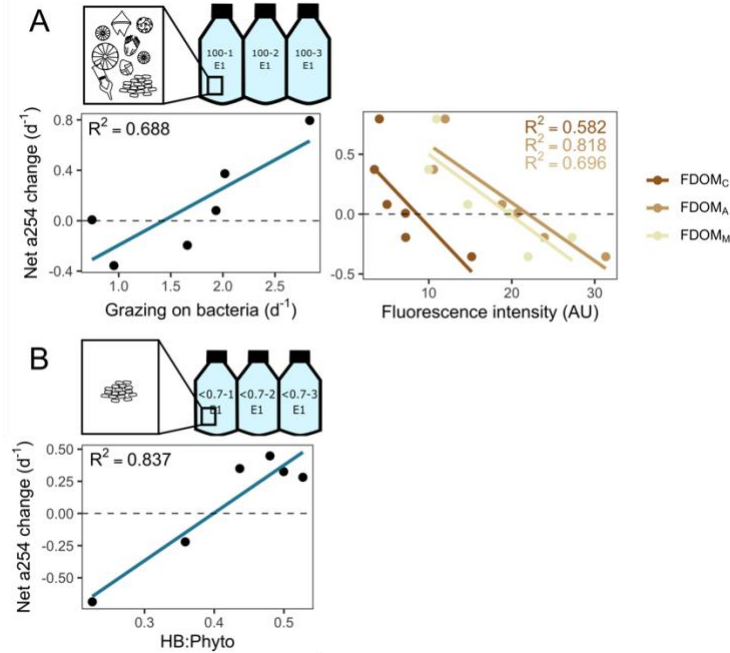 A
100-1 100-2 100-3
E1 E1 E1
Net a254 change (d⁻¹)
0.8
0.4
0.0
-0.4
R² = 0.688
1.0 1.5 2.0 2.5
Grazing on bacteria (d⁻¹)
0.5
0.0
-0.5
R² = 0.582
R² = 0.818
R² = 0.696
10 20 30
Fluorescence intensity (AU)
FDOM_C
FDOM_A
FDOM_M
B
<0.7-1 <0.7-2 <0.7-3
E1 E1 E1
Net a254 change (d⁻¹)
0.50
0.25
0.00
-0.25
-0.50
R² = 0.837
0.3 0.4 0.5
HB:Phyto